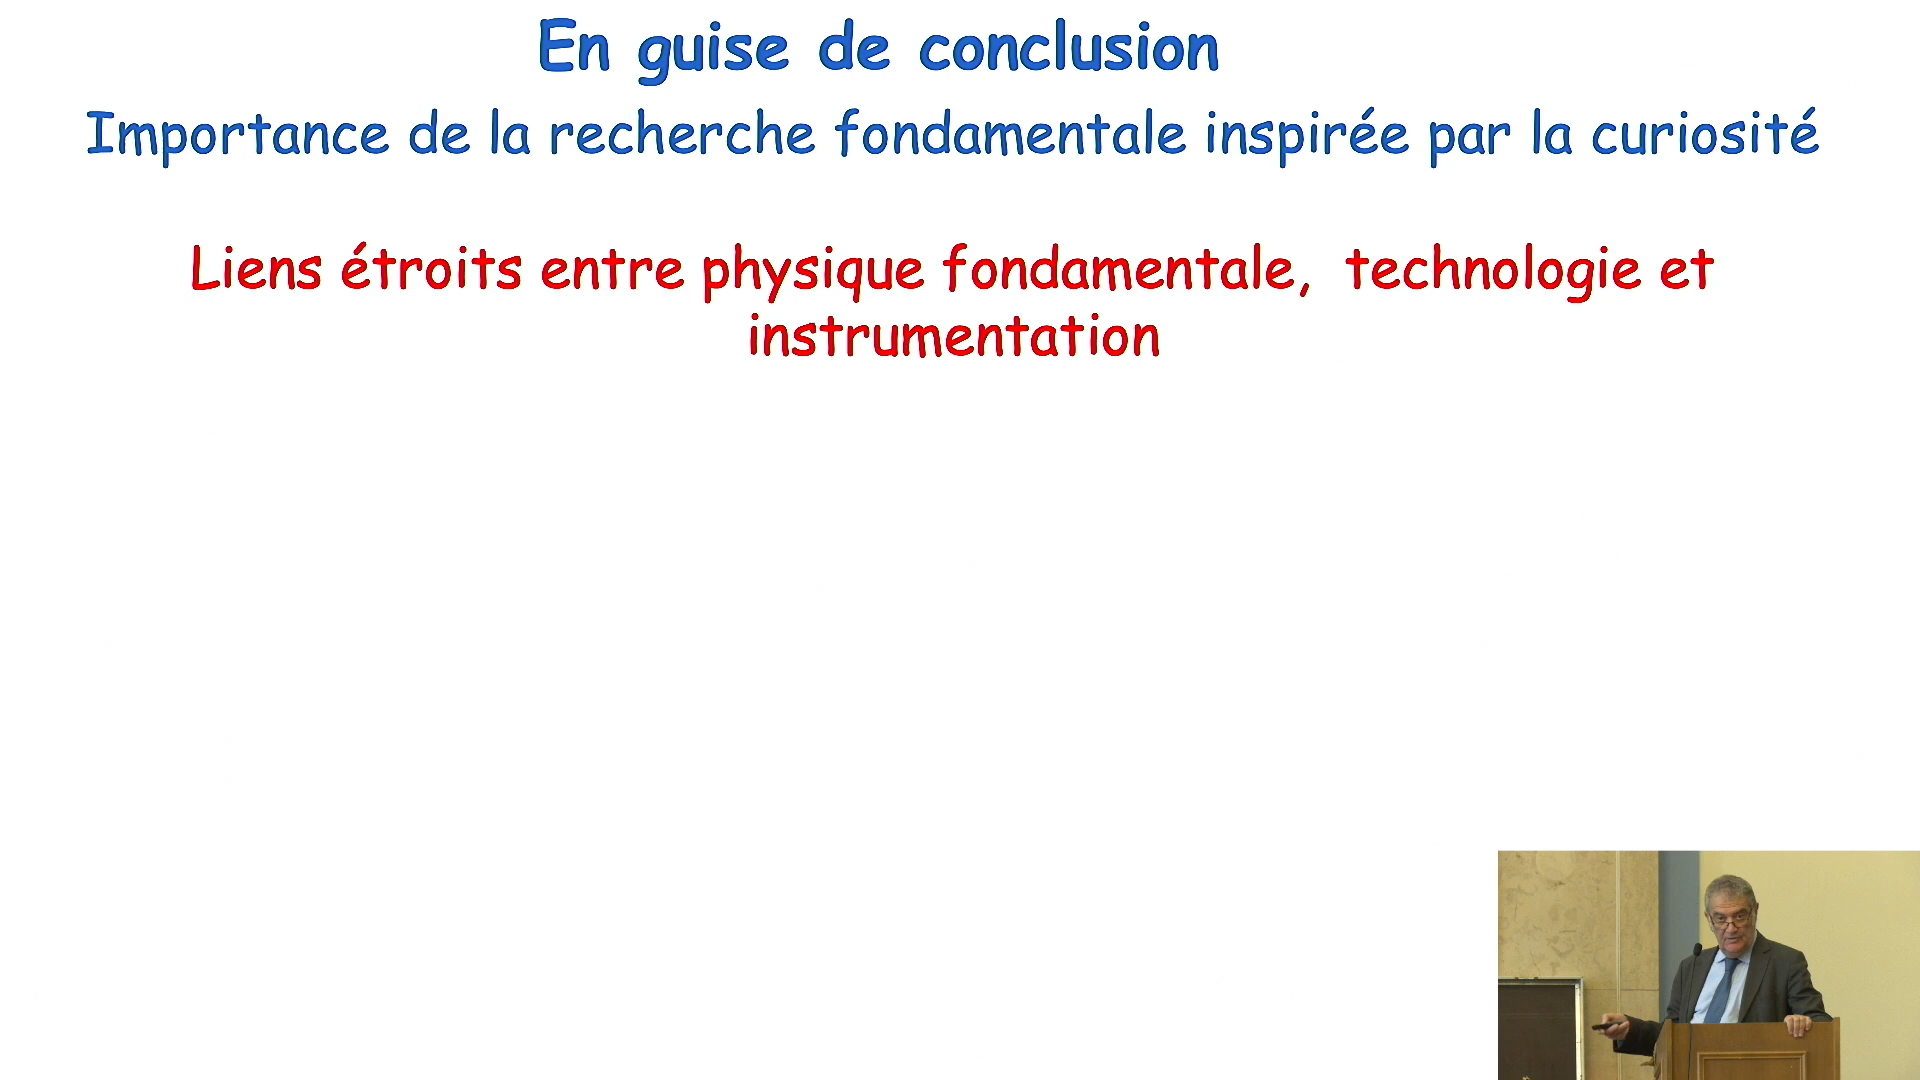 En guise de conclusion
Importance de la recherche fondamentale inspirée par la curiosité
Liens étroits entre physique fondamentale, technologie et
instrumentation